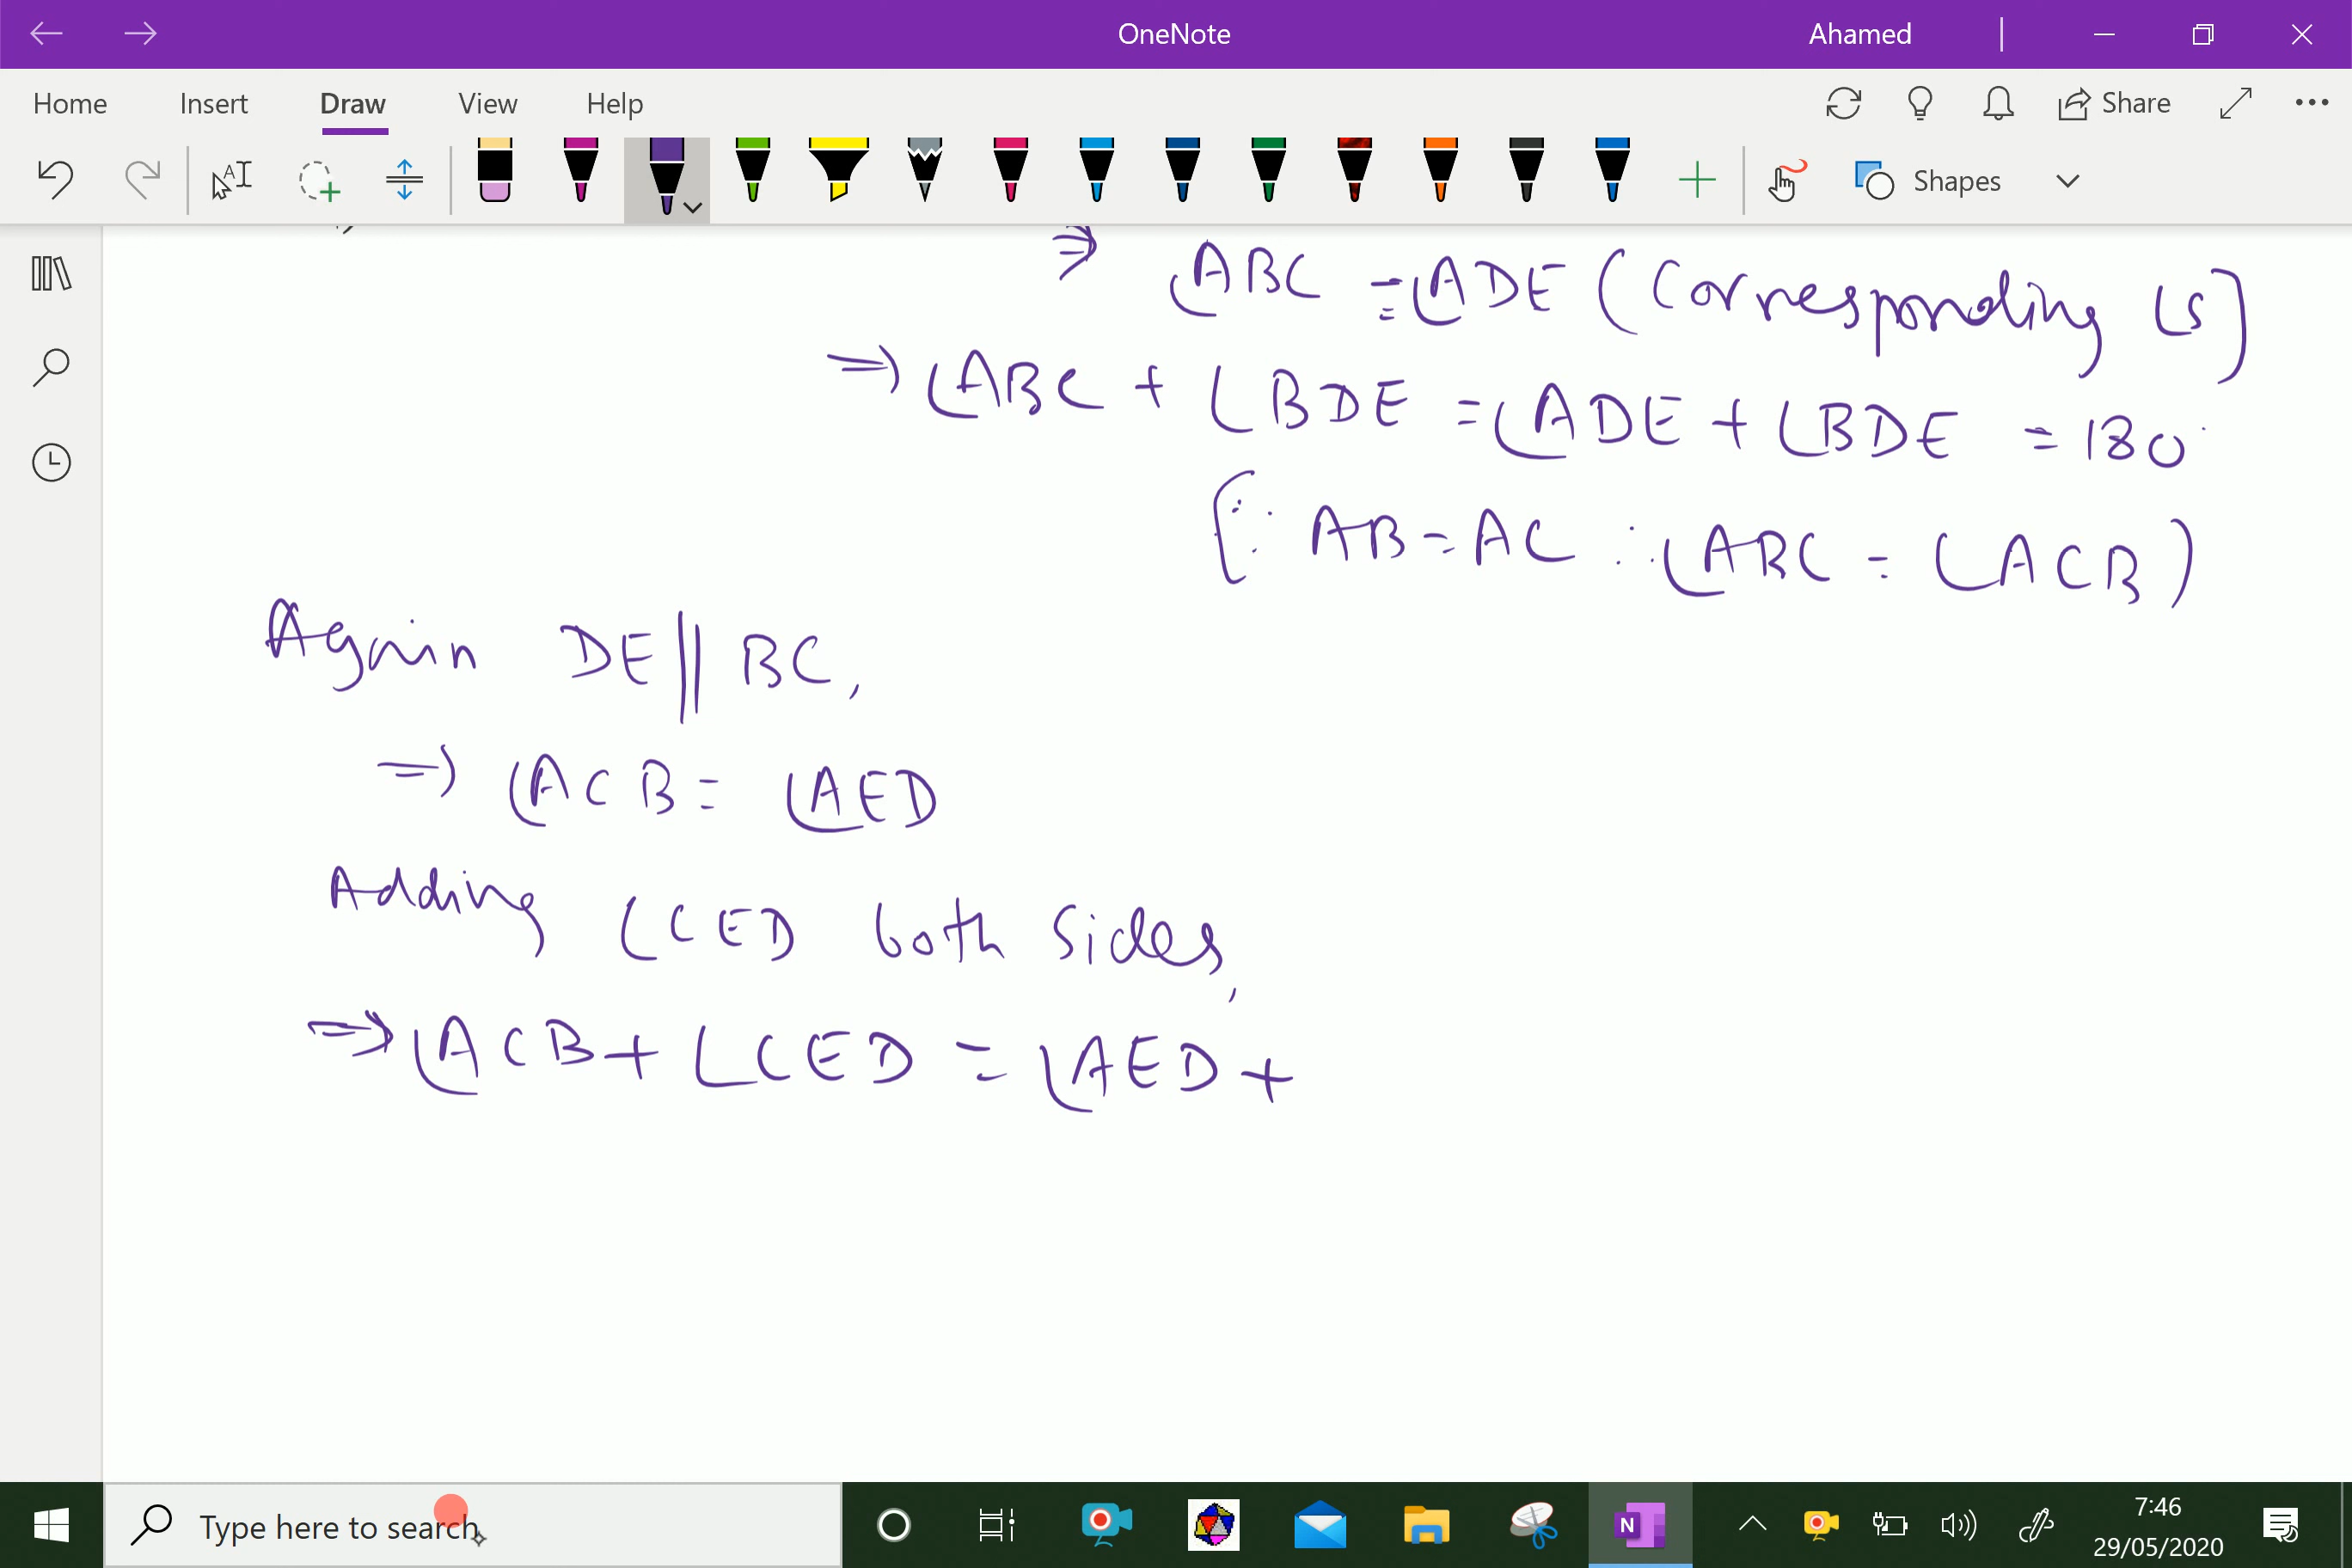 OneNote
Ahamed
Home Insert Draw View Help
Share
Shapes
⇒ ∠ABC = ∠ADE (Corresponding ∠s)
⇒ ∠ABC + ∠BDE = ∠ADE + ∠BDE = 180°
(∵ AB = AC ∴ ∠ABC = ∠ACB)
Again DE || BC,
⇒ ∠ACB = ∠AED
Adding ∠CED both sides,
⇒ ∠ACB + ∠CED = ∠AED +
Type here to search
N
7:46
29/05/2020